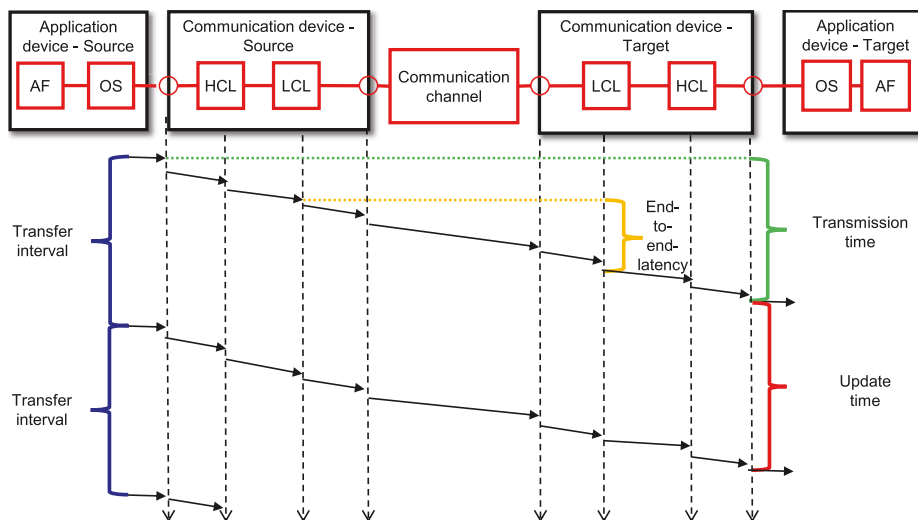 Application
device - Source
AF
OS
Communication device -
Source
HCL
LCL
Communication
channel
Communication device -
Target
LCL
HCL
Application
device - Target
OS
AF
Transfer
interval
End-
to-
end-
latency
Transmission
time
Transfer
interval
Update
time